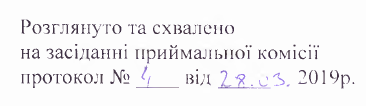 Розглянуто та схвалено
на засіданні приймальної комісії
протокол № 4 від 28.03. 2019р.